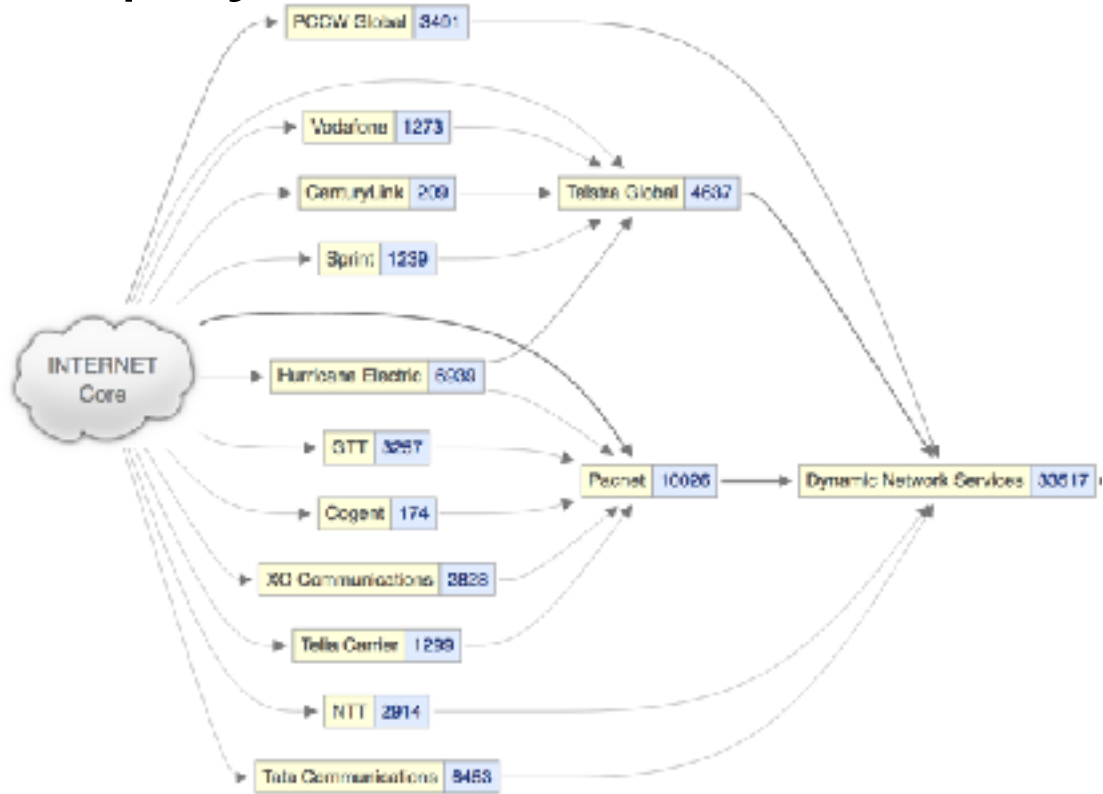 PCCW Global 3491
Vodafone 1273
CenturyLink 209
Telstra Global 4637
Sprint 1239
INTERNET
Core
Hurricane Electric 6939
GTT 3257
Pacnet 10026
Dynamic Network Services 33517
Cogent 174
XO Communications 2828
Telia Carrier 1299
NTT 2914
Tata Communications 6453